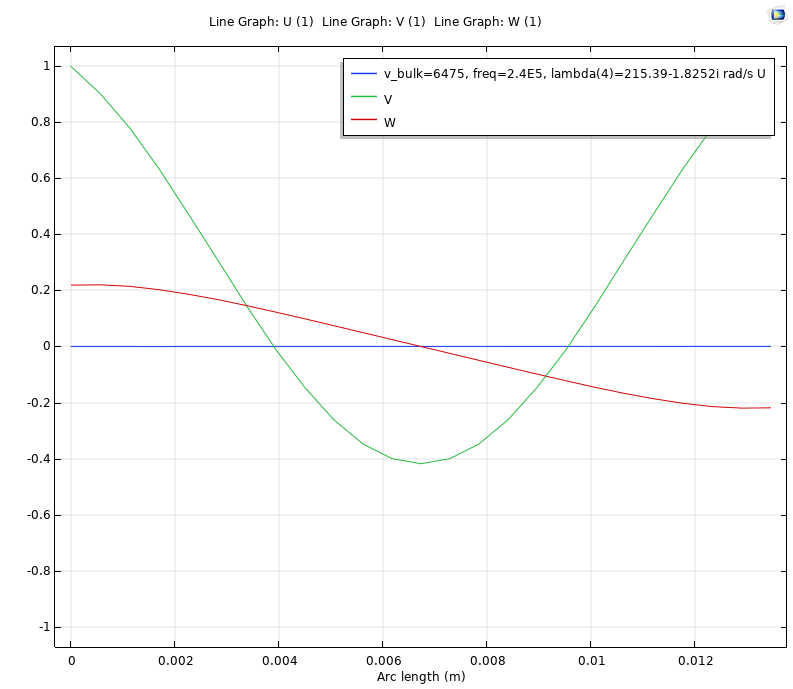 Line Graph: U (1)  Line Graph: V (1)  Line Graph: W (1)
v_bulk=6475, freq=2.4E5, lambda(4)=215.39-1.8252i rad/s U
V
W
1
0.8
0.6
0.4
0.2
0
-0.2
-0.4
-0.6
-0.8
-1
0 0.002 0.004 0.006 0.008 0.01 0.012
Arc length (m)